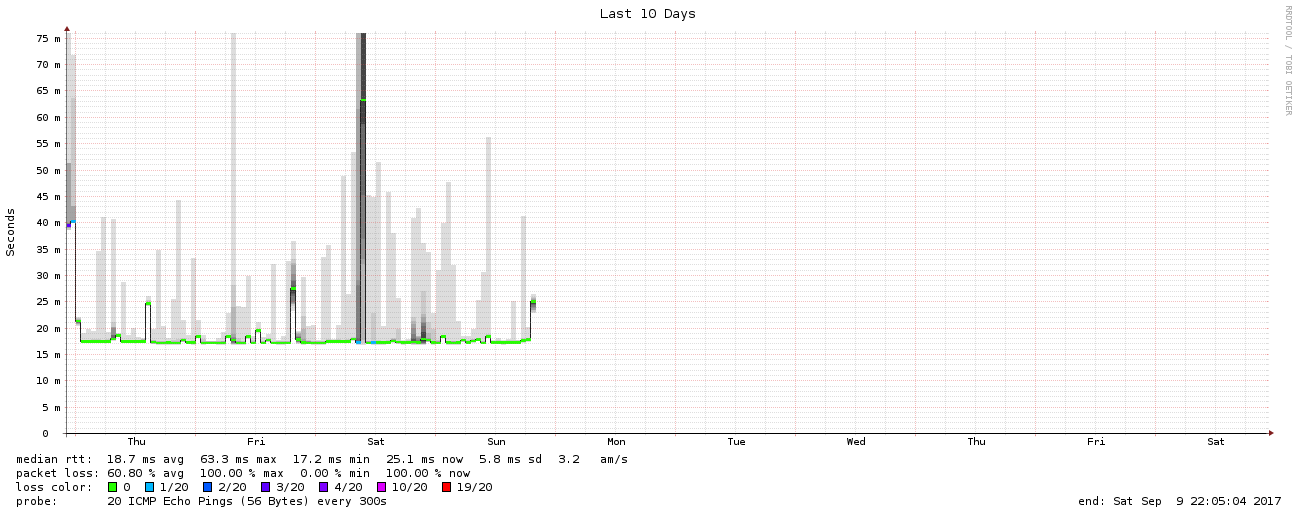 Last 10 Days
RRDTOOL / TOBI OETIKER
Seconds
75 m
70 m
65 m
60 m
55 m
50 m
45 m
40 m
35 m
30 m
25 m
20 m
15 m
10 m
5 m
0
Thu Fri Sat Sun Mon Tue Wed Thu Fri Sat
median rtt: 18.7 ms avg 63.3 ms max 17.2 ms min 25.1 ms now 5.8 ms sd 3.2 am/s
packet loss: 60.80 % avg 100.00 % max 0.00 % min 100.00 % now
loss color: 0 1/20 2/20 3/20 4/20 10/20 19/20
probe: 20 ICMP Echo Pings (56 Bytes) every 300s end: Sat Sep 9 22:05:04 2017